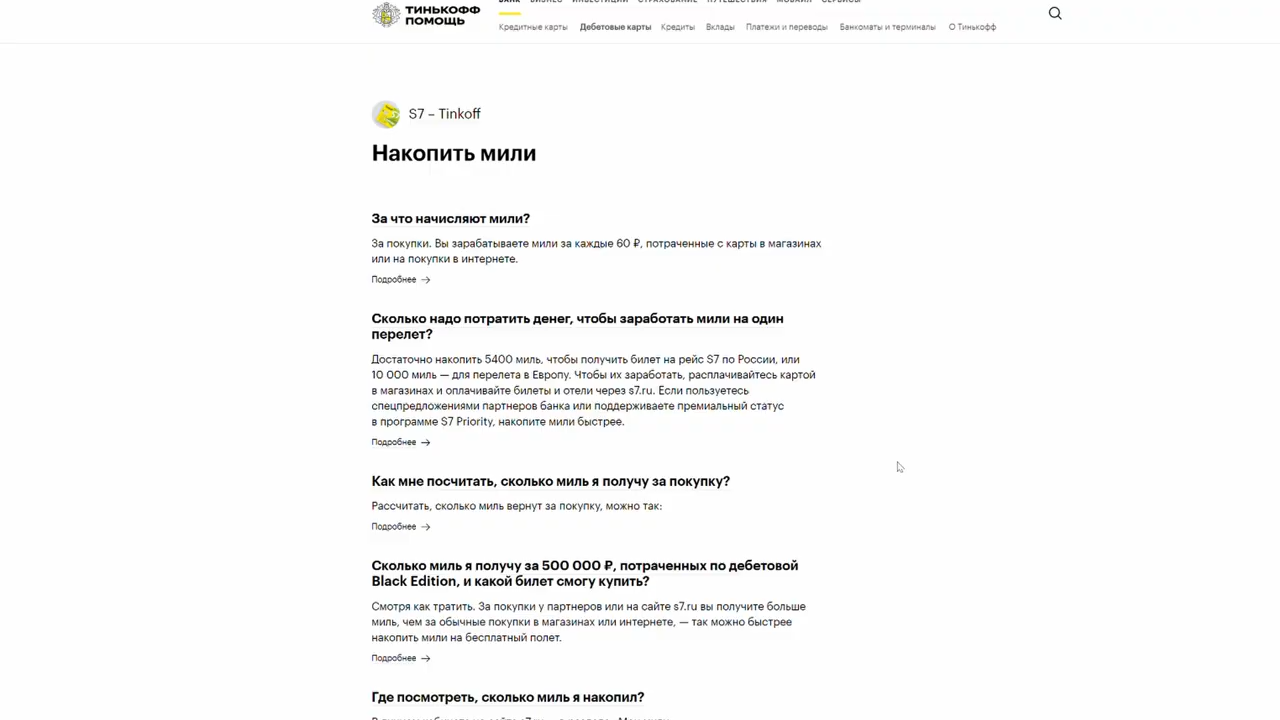 БАНК БИЗНЕС ИНВЕСТИЦИИ СТРАХОВАНИЕ ПУТЕШЕСТВИЯ МОБАЙЛ СЕРВИСЫ
ТИНЬКОФФ
ПОМОЩЬ
Кредитные карты Дебетовые карты Кредиты Вклады Платежи и переводы Банкоматы и терминалы О Тинькофф
S7 – Tinkoff
Накопить мили
За что начисляют мили?
За покупки. Вы зарабатываете мили за каждые 60 ₽, потраченные с карты в магазинах
или на покупки в интернете.
Подробнее →
Сколько надо потратить денег, чтобы заработать мили на один
перелет?
Достаточно накопить 5400 миль, чтобы получить билет на рейс S7 по России, или
10 000 миль — для перелета в Европу. Чтобы их заработать, расплачивайтесь картой
в магазинах и оплачивайте билеты и отели через s7.ru. Если пользуетесь
спецпредложениями партнеров банка или поддерживаете премиальный статус
в программе S7 Priority, накопите мили быстрее.
Подробнее →
Как мне посчитать, сколько миль я получу за покупку?
Рассчитать, сколько миль вернут за покупку, можно так:
Подробнее →
Сколько миль я получу за 500 000 ₽, потраченных по дебетовой
Black Edition, и какой билет смогу купить?
Смотря как тратить. За покупки у партнеров или на сайте s7.ru вы получите больше
миль, чем за обычные покупки в магазинах или интернете, — так можно быстрее
накопить мили на бесплатный полет.
Подробнее →
Где посмотреть, сколько миль я накопил?